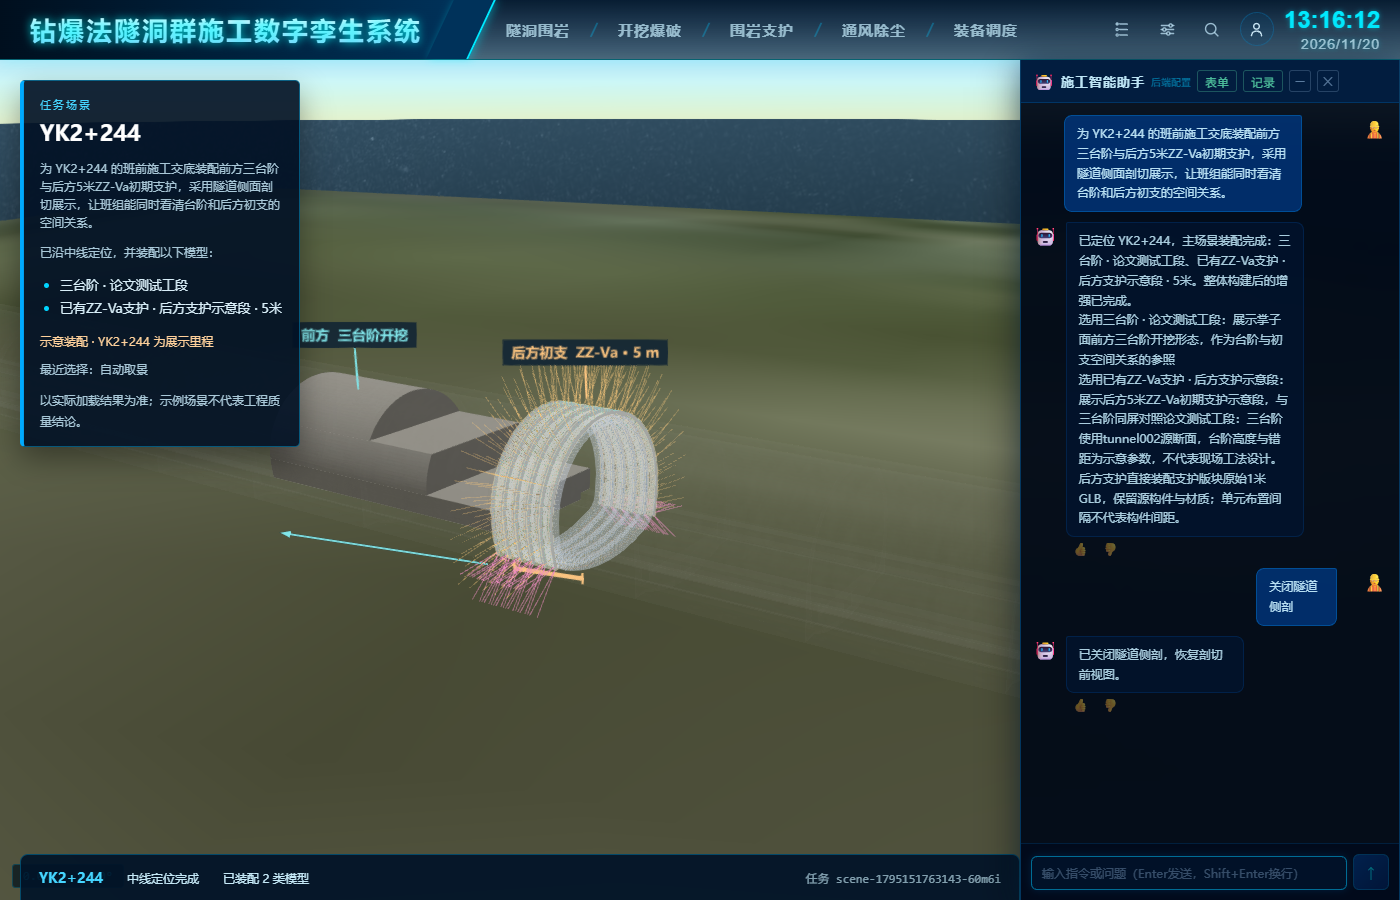 钻爆法隧洞群施工数字孪生系统
隧洞围岩 / 开挖爆破 / 围岩支护 / 通风除尘 / 装备调度
13:16:12
2026/11/20
任务场景
YK2+244
为 YK2+244 的班前施工交底装配前方三台阶
与后方5米ZZ-Va初期支护，采用隧道侧面剖
切展示，让班组能同时看清台阶和后方初支的
空间关系。
已沿中线定位，并装配以下模型：
三台阶 · 论文测试工段
已有ZZ-Va支护 · 后方支护示意段 · 5米
示意装配 · YK2+244 为展示里程
最近选择：自动取景
以实际加载结果为准；示例场景不代表工程质
量结论。
前方 三台阶开挖
后方初支 ZZ-Va · 5 m
YK2+244 中线定位完成 已装配 2 类模型
任务 scene-1795151763143-60m6i
施工智能助手 后端配置 表单 记录
为 YK2+244 的班前施工交底装配前方
三台阶与后方5米ZZ-Va初期支护，采用
隧道侧面剖切展示，让班组能同时看清
台阶和后方初支的空间关系。
已定位 YK2+244，主场景装配完成：三
台阶 · 论文测试工段、已有ZZ-Va支护 ·
后方支护示意段 · 5米。整体构建后的增
强已完成。
选用三台阶 · 论文测试工段：展示掌子
面前方三台阶开挖形态，作为台阶与初
支空间关系的参照
选用已有ZZ-Va支护 · 后方支护示意段：
展示后方5米ZZ-Va初期支护示意段，与
三台阶同屏对照论文测试工段：三台阶
使用tunnel002源断面，台阶高度与错
距为示意参数，不代表现场工法设计。
后方支护直接装配支护版块原始1米
GLB，保留源构件与材质；单元布置间
隔不代表构件间距。
关闭隧道
侧剖
已关闭隧道侧剖，恢复剖切
前视图。
输入指令或问题（Enter发送，Shift+Enter换行）